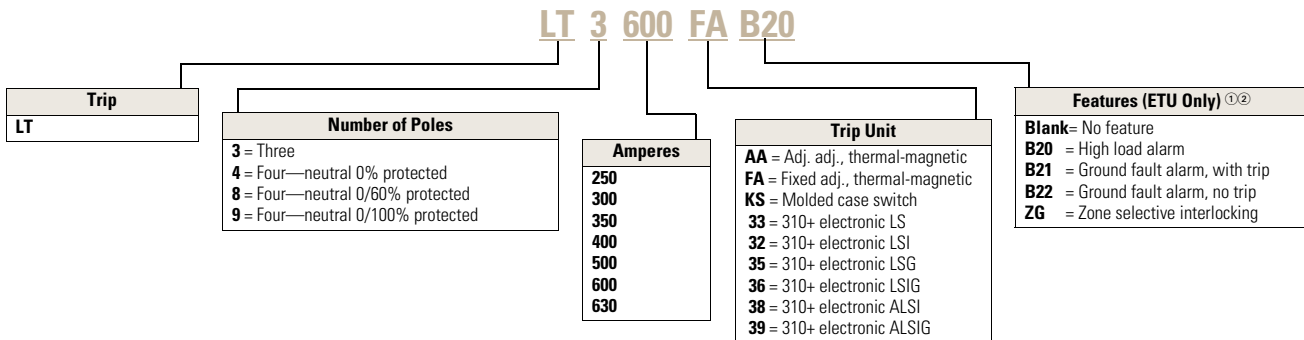 LT 3 600 FA B20
Trip
LT
Number of Poles
3 = Three
4 = Four—neutral 0% protected
8 = Four—neutral 0/60% protected
9 = Four—neutral 0/100% protected
Amperes
250
300
350
400
500
600
630
Trip Unit
AA = Adj. adj., thermal-magnetic
FA = Fixed adj., thermal-magnetic
KS = Molded case switch
33 = 310+ electronic LS
32 = 310+ electronic LSI
35 = 310+ electronic LSG
36 = 310+ electronic LSIG
38 = 310+ electronic ALSI
39 = 310+ electronic ALSIG
Features (ETU Only) ①②
Blank= No feature
B20 = High load alarm
B21 = Ground fault alarm, with trip
B22 = Ground fault alarm, no trip
ZG = Zone selective interlocking